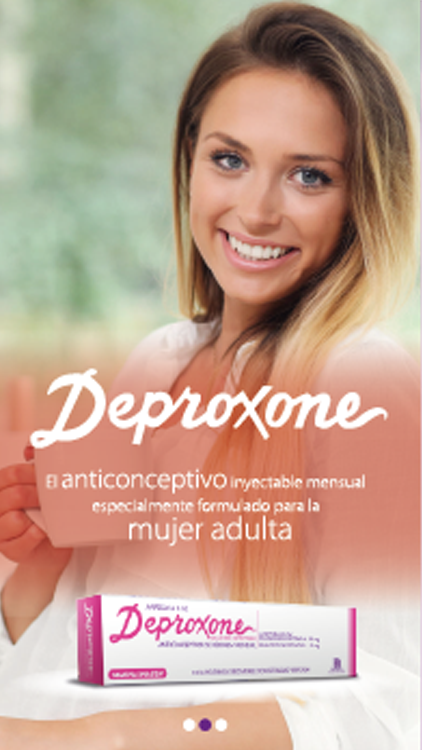 Deproxone
El anticonceptivo inyectable mensual
especialmente formulado para la
mujer adulta
Deproxone